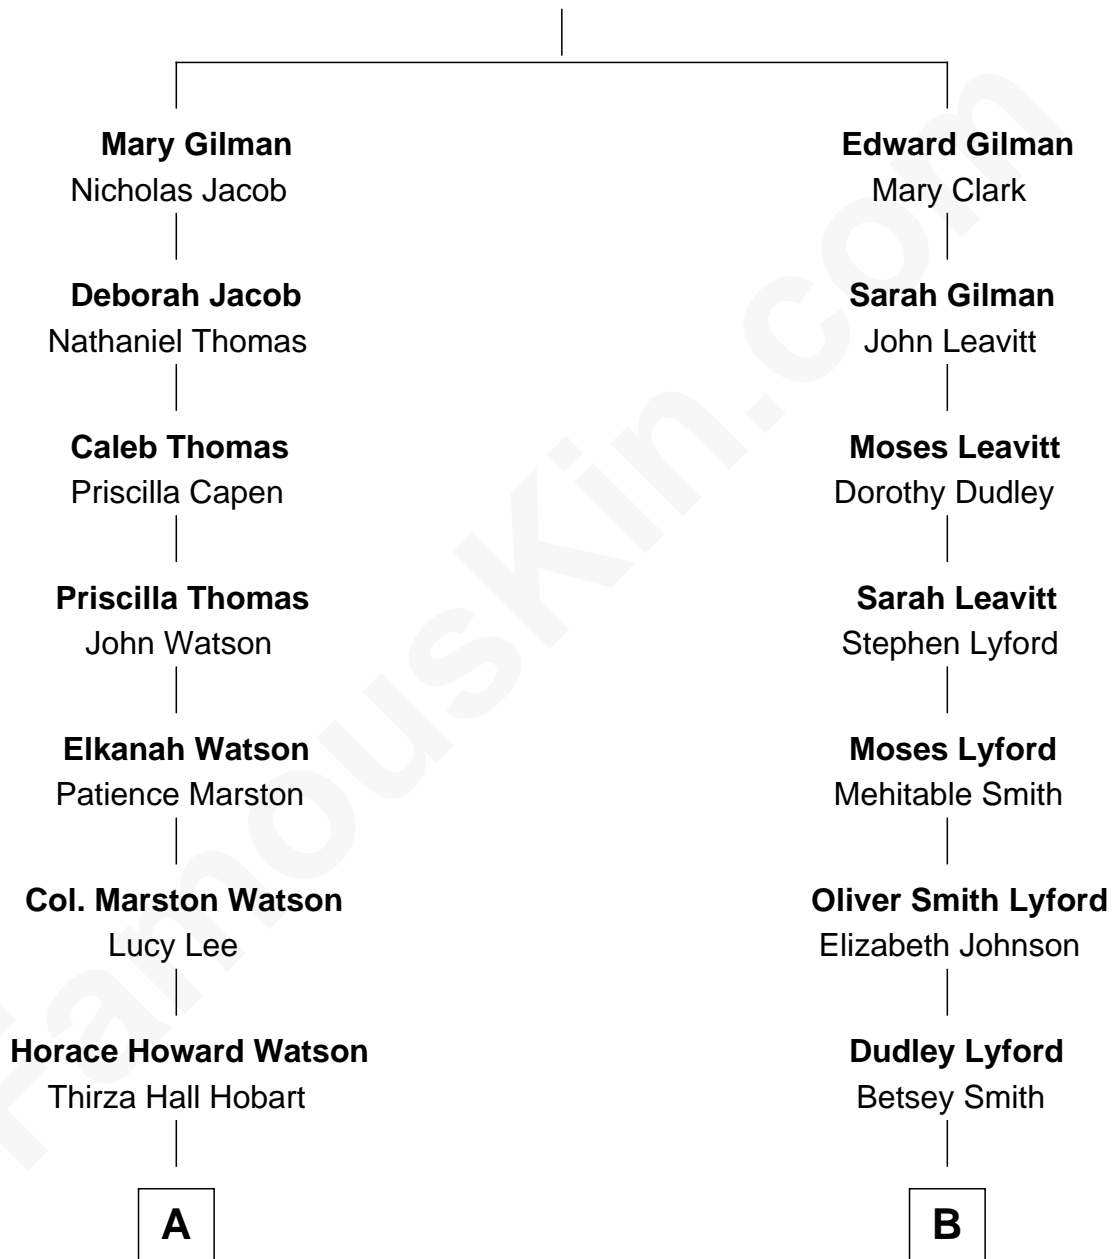 Mary Gilman
Nicholas Jacob
Deborah Jacob
Nathaniel Thomas
Caleb Thomas
Priscilla Capen
Priscilla Thomas
John Watson
Elkanah Watson
Patience Marston
Col. Marston Watson
Lucy Lee
Horace Howard Watson
Thirza Hall Hobart
A
Edward Gilman
Mary Clark
Sarah Gilman
John Leavitt
Moses Leavitt
Dorothy Dudley
Sarah Leavitt
Stephen Lyford
Moses Lyford
Mehitable Smith
Oliver Smith Lyford
Elizabeth Johnson
Dudley Lyford
Betsey Smith
B
FamousKin.com